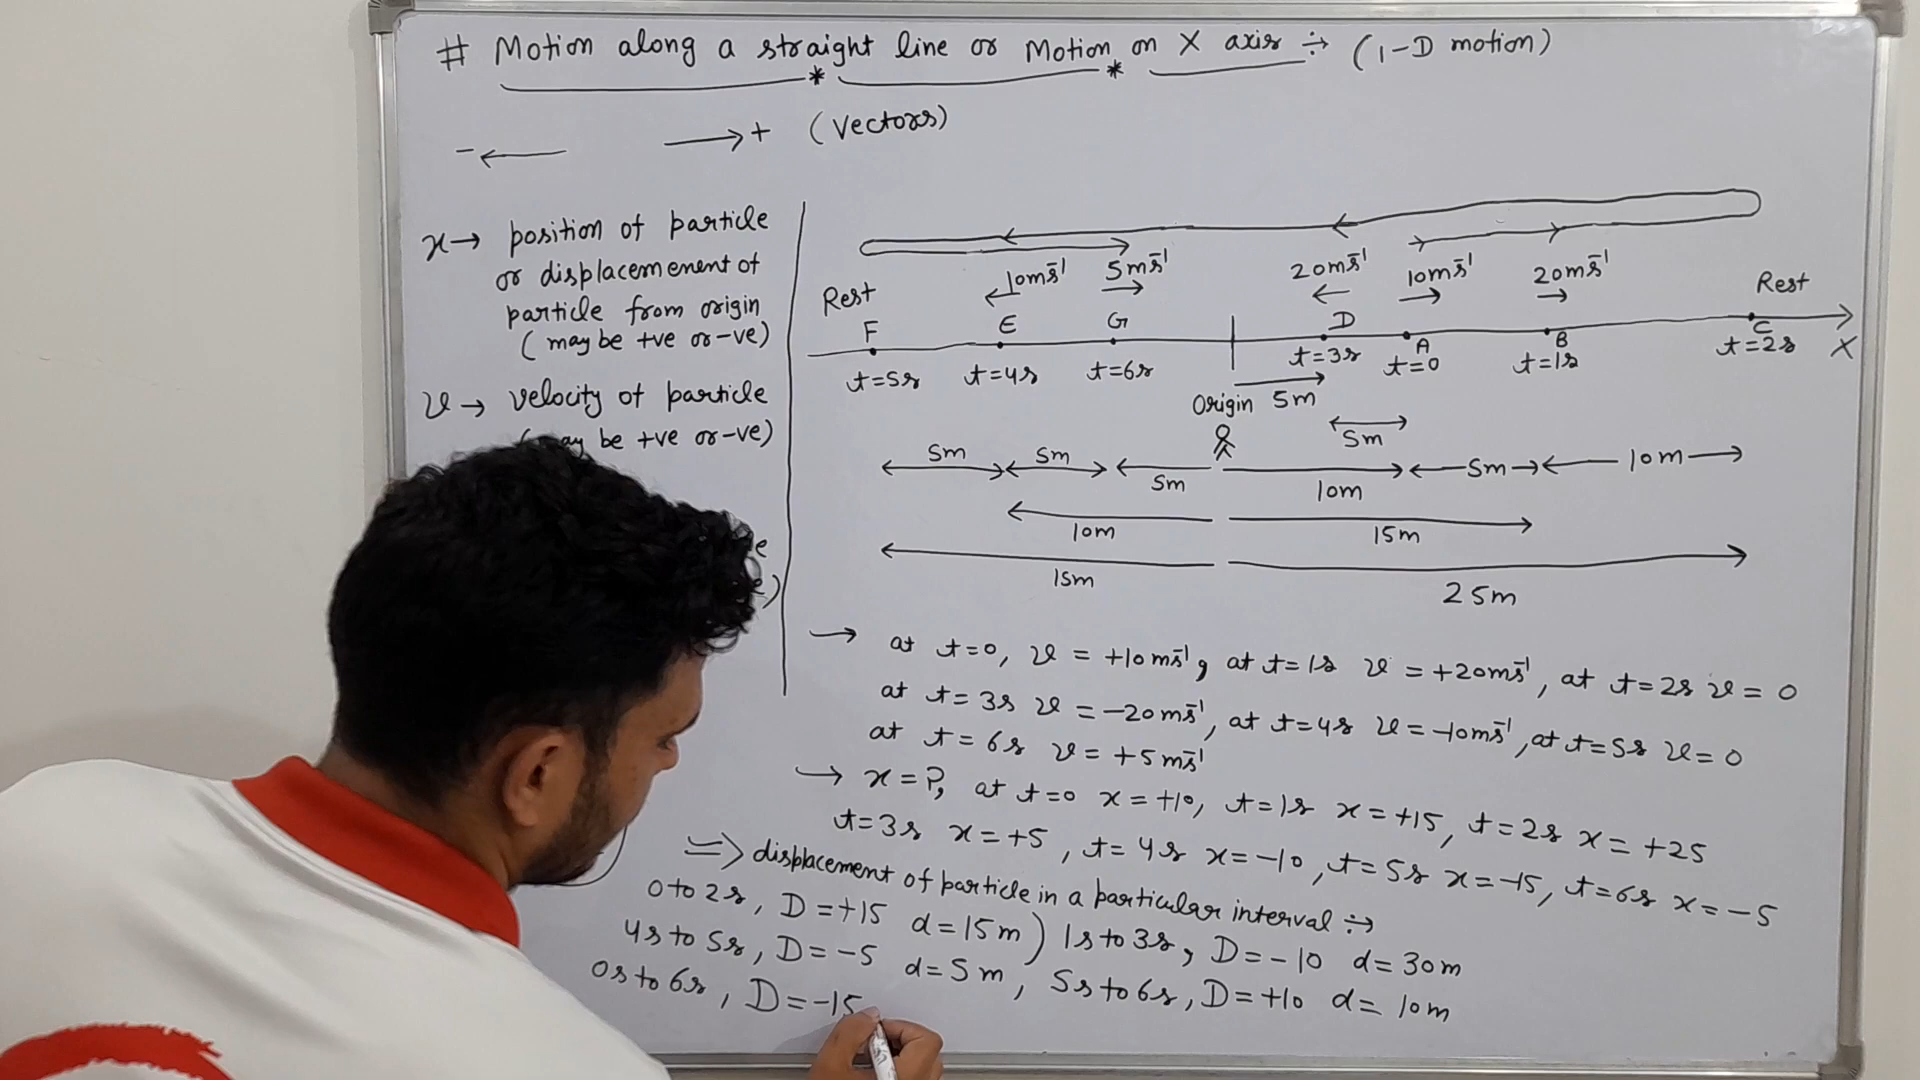 # Motion along a straight line or Motion on X axis ÷ (1-D motion)
- ← → + (Vectors)
x → position of particle
or displacemenent of
particle from origin
(may be +ve or -ve)
v → velocity of particle
be +ve or -ve)
Rest
F
t=5s
10ms⁻¹
E
t=4s
5ms⁻¹
G
t=6s
20ms⁻¹
D
t=3s
10ms⁻¹
A
t=0
20ms⁻¹
B
t=1s
Rest
C
t=2s
X
Origin 5m
5m
5m 5m 5m 10m 5m 10m
10m 15m
15m 25m
→ at t=0, v = +10ms⁻¹, at t=1s v = +20ms⁻¹, at t=2s v = 0
at t=3s v = -20ms⁻¹, at t=4s v = -10ms⁻¹, at t=5s v = 0
at t=6s v = +5ms⁻¹
→ x=?, at t=0 x=+10, t=1s x=+15, t=2s x=+25
t=3s x=+5, t=4s x=-10, t=5s x=-15, t=6s x=-5
⇒ displacement of particle in a particular interval ÷
0 to 2s, D=+15 d=15m) 1s to 3s, D=-10 d=30m
4s to 5s, D=-5 d=5m, 5s to 6s, D=+10 d=10m
0s to 6s, D=-15